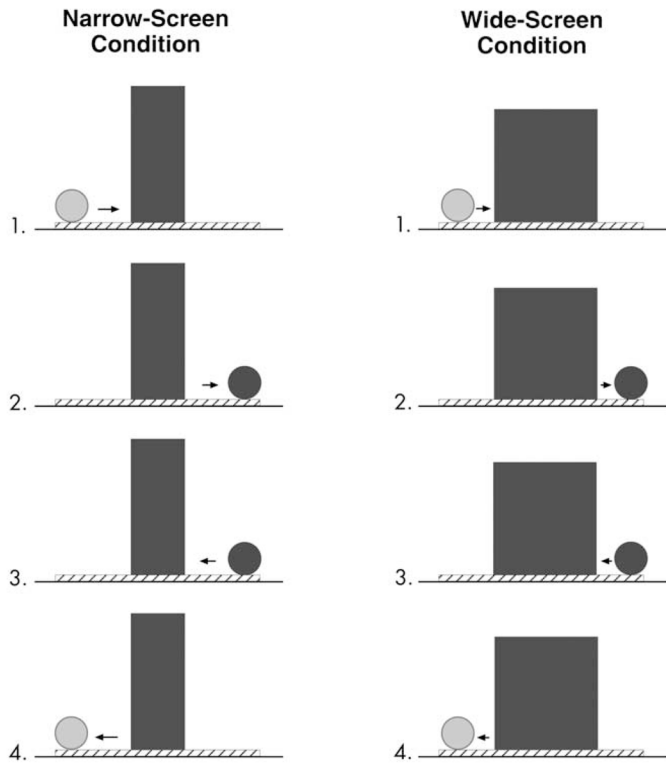 Narrow-Screen
Condition
1.
2.
3.
4.
Wide-Screen
Condition
1.
2.
3.
4.